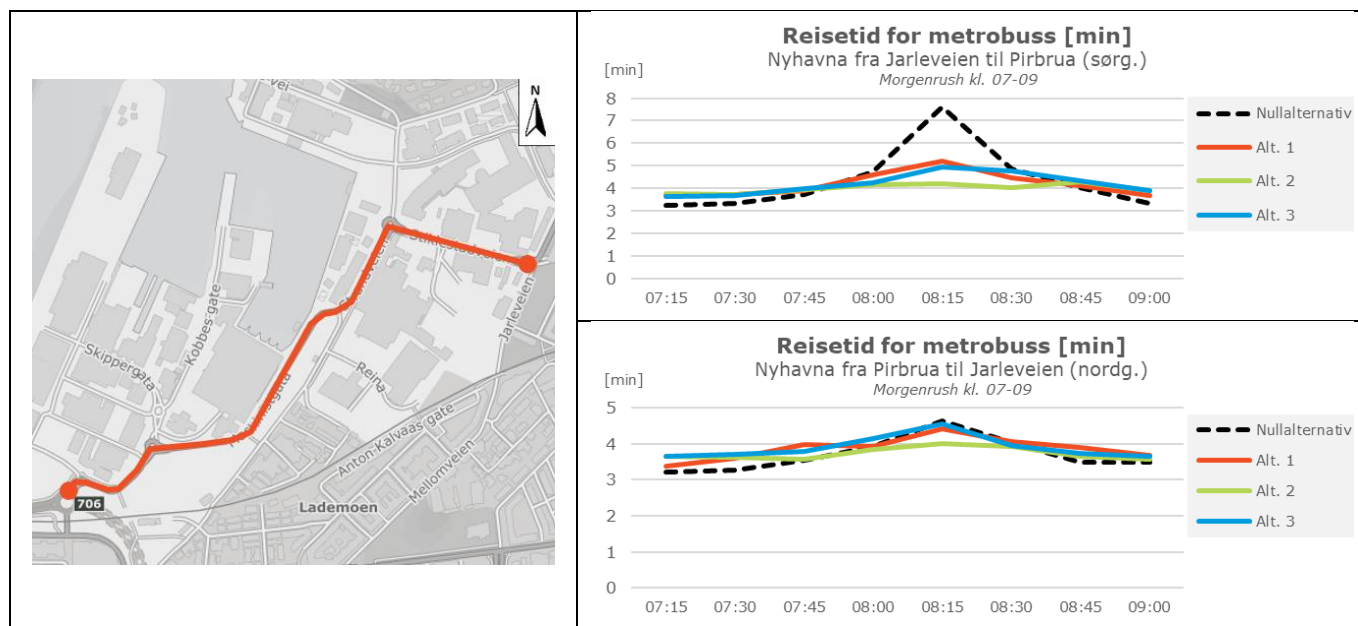 vei
N
Stiklestadveien
Strandveien
Jarleveien
Kobbes gate
Skippergata
Reina
Anton Kalvaas gate
Mellomveien
Lademoen
706
Reisetid for metrobuss [min]
Nyhavna fra Jarleveien til Pirbrua (sørg.)
[min]
Morgenrush kl. 07-09
8
7
6
5
4
3
2
1
0
07:15 07:30 07:45 08:00 08:15 08:30 08:45 09:00
Nullalternativ
Alt. 1
Alt. 2
Alt. 3
Reisetid for metrobuss [min]
Nyhavna fra Pirbrua til Jarleveien (nordg.)
[min]
Morgenrush kl. 07-09
5
4
3
2
1
0
07:15 07:30 07:45 08:00 08:15 08:30 08:45 09:00
Nullalternativ
Alt. 1
Alt. 2
Alt. 3